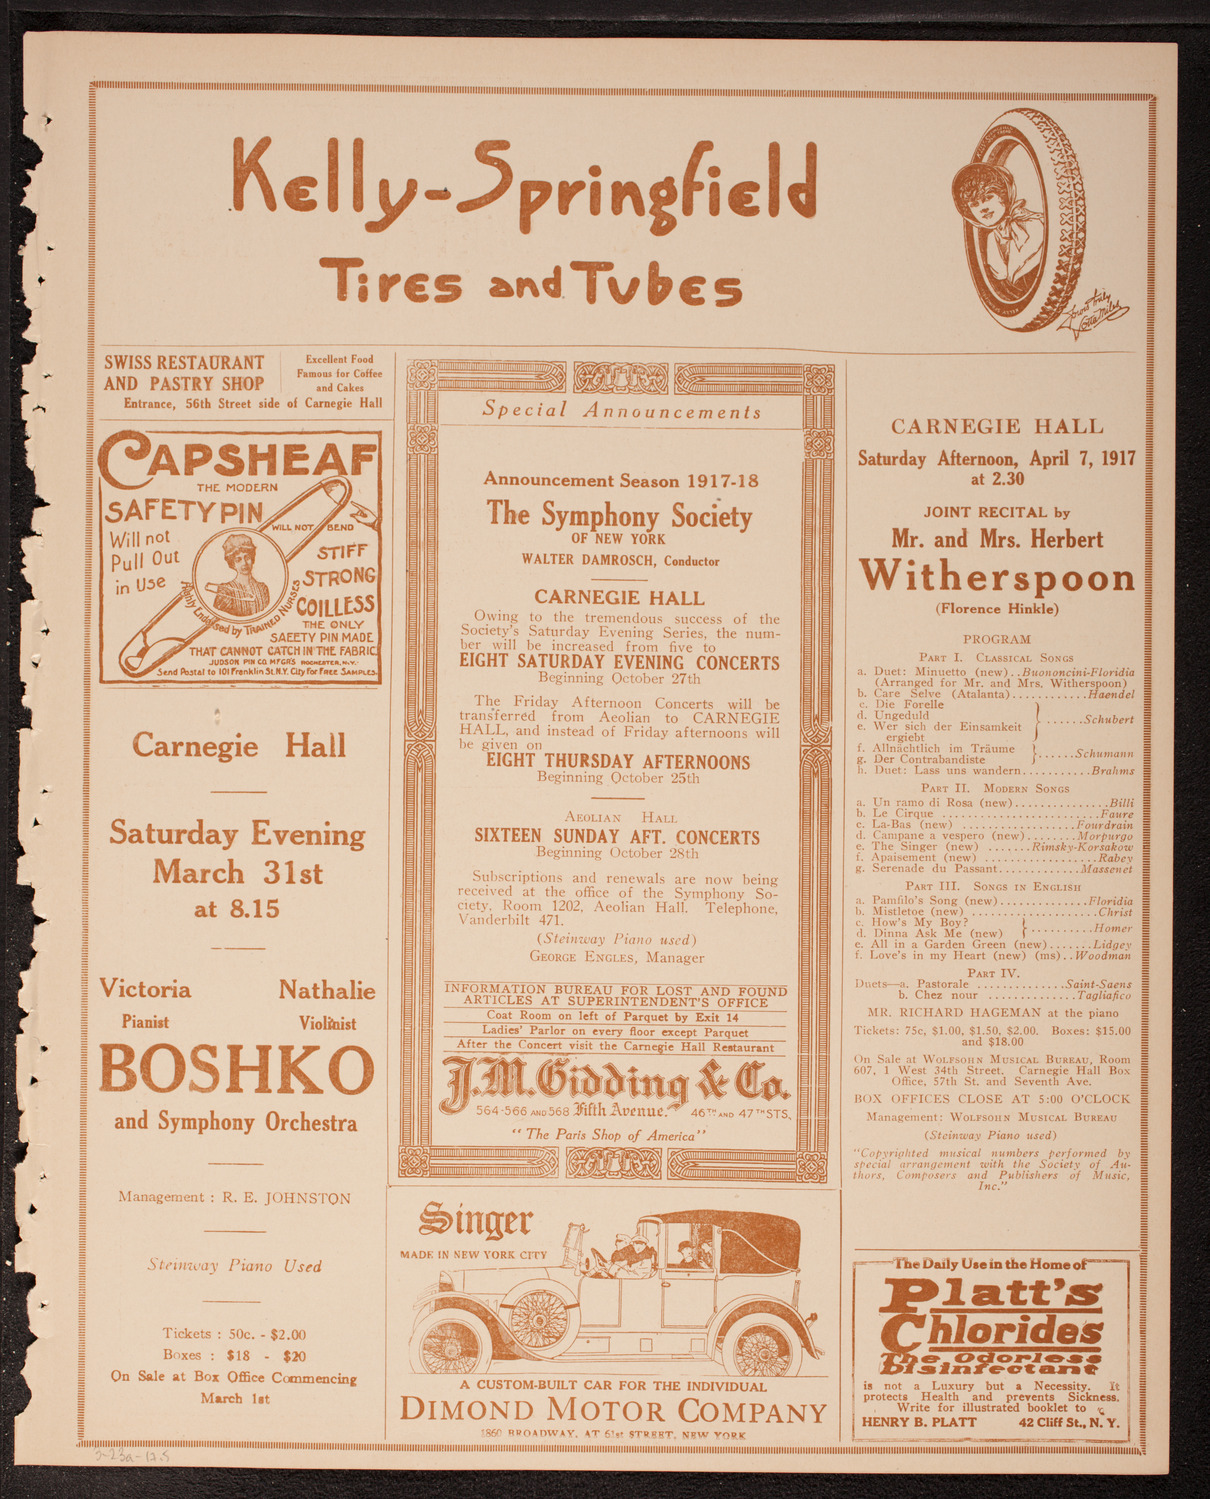 Kelly-Springfield
Tires and Tubes
Yours truly
Lotta Miles
SWISS RESTAURANT
AND PASTRY SHOP
Excellent Food
Famous for Coffee
and Cakes
Entrance, 56th Street side of Carnegie Hall
CAPSHEAF
THE MODERN
SAFETY PIN
WILL NOT BEND
Will not
Pull Out
in Use
STIFF
STRONG
COILLESS
Highly Endorsed by TRAINED NURSES
THE ONLY
SAFETY PIN MADE
THAT CANNOT CATCH IN THE FABRIC.
JUDSON PIN CO. MFGRS ROCHESTER, N.Y.
Send Postal to 101 Franklin St. N.Y. City for FREE SAMPLES.
Carnegie Hall
Saturday Evening
March 31st
at 8.15
Victoria Nathalie
Pianist Violinist
BOSHKO
and Symphony Orchestra
Management : R. E. JOHNSTON
Steinway Piano Used
Tickets : 50c. - $2.00
Boxes : $18 - $20
On Sale at Box Office Commencing
March 1st
Special Announcements
Announcement Season 1917-18
The Symphony Society
OF NEW YORK
WALTER DAMROSCH, Conductor
CARNEGIE HALL
Owing to the tremendous success of the
Society's Saturday Evening Series, the num-
ber will be increased from five to
EIGHT SATURDAY EVENING CONCERTS
Beginning October 27th
The Friday Afternoon Concerts will be
transferred from Aeolian to CARNEGIE
HALL, and instead of Friday afternoons will
be given on
EIGHT THURSDAY AFTERNOONS
Beginning October 25th
AEOLIAN HALL
SIXTEEN SUNDAY AFT. CONCERTS
Beginning October 28th
Subscriptions and renewals are now being
received at the office of the Symphony So-
ciety, Room 1202, Aeolian Hall. Telephone,
Vanderbilt 471.
(Steinway Piano used)
GEORGE ENGLES, Manager
INFORMATION BUREAU FOR LOST AND FOUND
ARTICLES AT SUPERINTENDENT'S OFFICE
Coat Room on left of Parquet by Exit 14
Ladies' Parlor on every floor except Parquet
After the Concert visit the Carnegie Hall Restaurant
J.M. Gidding & Co.
564-566 AND 568 Fifth Avenue. 46TH AND 47TH STS.
"The Paris Shop of America"
Singer
MADE IN NEW YORK CITY
A CUSTOM-BUILT CAR FOR THE INDIVIDUAL
DIMOND MOTOR COMPANY
1860 BROADWAY, AT 61st STREET, NEW YORK
CARNEGIE HALL
Saturday Afternoon, April 7, 1917
at 2.30
JOINT RECITAL by
Mr. and Mrs. Herbert
Witherspoon
(Florence Hinkle)
PROGRAM
PART I. CLASSICAL SONGS
a. Duet: Minuetto (new)..Buononcini-Floridia
(Arranged for Mr. and Mrs. Witherspoon)
b. Care Selve (Atalanta)............Haendel
c. Die Forelle
d. Ungeduld
e. Wer sich der Einsamkeit
ergiebt
......Schubert
f. Allnächtlich im Träume
g. Der Contrabandiste
......Schumann
h. Duet: Lass uns wandern..........Brahms
PART II. MODERN SONGS
a. Un ramo di Rosa (new)...............Billi
b. Le Cirque .........................Faure
c. La-Bas (new) ..................Fourdrain
d. Campane a vespero (new)........Morpurgo
e. The Singer (new) .......Rimsky-Korsakow
f. Apaisement (new) ..................Rabey
g. Serenade du Passant.............Massenet
PART III. SONGS IN ENGLISH
a. Pamfilo's Song (new)..............Floridia
b. Mistletoe (new) ....................Christ
c. How's My Boy?
d. Dinna Ask Me (new)
..........Homer
e. All in a Garden Green (new).......Lidgey
f. Love's in my Heart (new) (ms)..Woodman
PART IV.
Duets—a. Pastorale ..............Saint-Saens
b. Chez nour ..............Tagliafico
MR. RICHARD HAGEMAN at the piano
Tickets: 75c, $1.00, $1.50, $2.00. Boxes: $15.00
and $18.00
On Sale at WOLFSOHN MUSICAL BUREAU, Room
607, 1 West 34th Street. Carnegie Hall Box
Office, 57th St. and Seventh Ave.
BOX OFFICES CLOSE AT 5:00 O'CLOCK
Management: WOLFSOHN MUSICAL BUREAU
(Steinway Piano used)
"Copyrighted musical numbers performed by
special arrangement with the Society of Au-
thors, Composers and Publishers of Music,
Inc."
The Daily Use in the Home of
Platt's
Chlorides
The Odorless
Disinfectant
is not a Luxury but a Necessity. It
protects Health and prevents Sickness.
Write for illustrated booklet to
HENRY B. PLATT 42 Cliff St., N. Y.